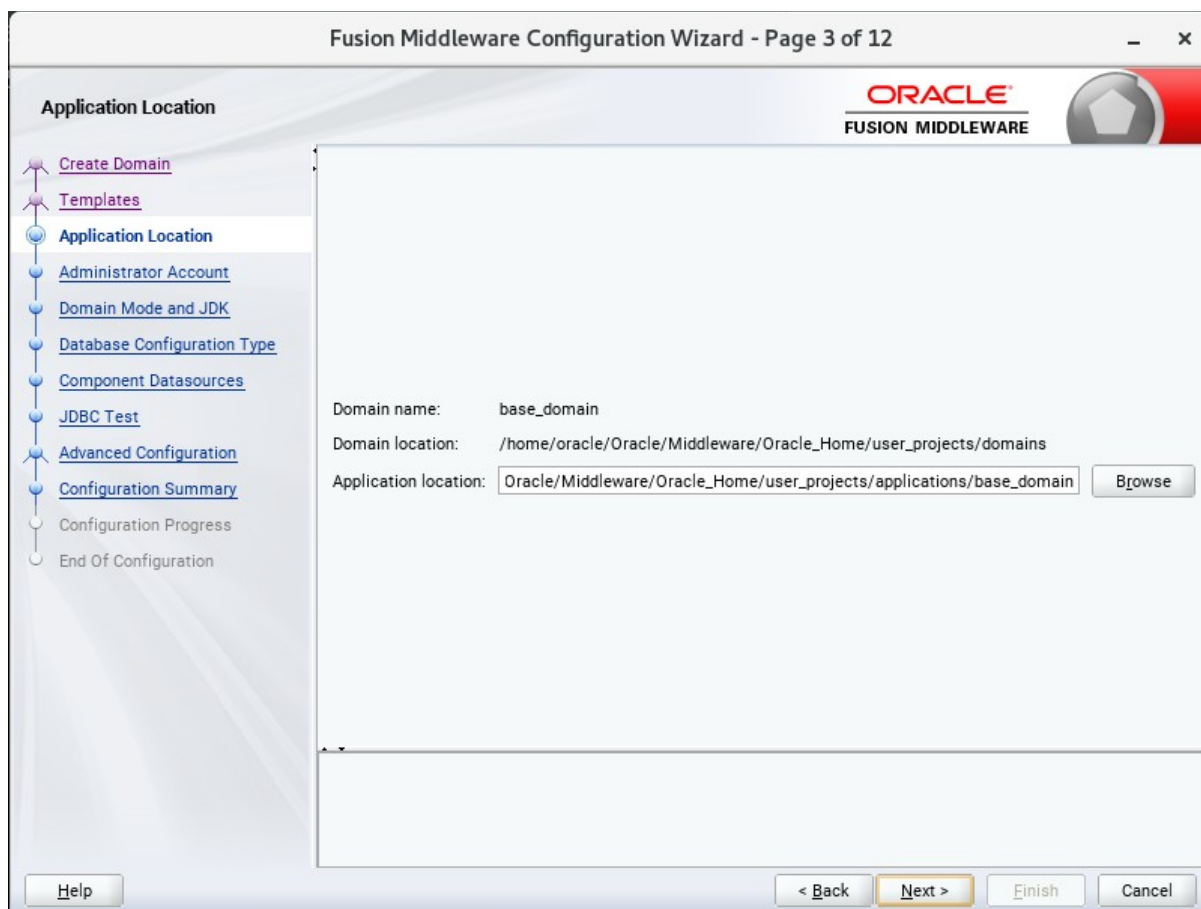 Fusion Middleware Configuration Wizard - Page 3 of 12
Application Location
ORACLE
FUSION MIDDLEWARE
Create Domain
Templates
Application Location
Administrator Account
Domain Mode and JDK
Database Configuration Type
Component Datasources
JDBC Test
Advanced Configuration
Configuration Summary
Configuration Progress
End Of Configuration
Domain name: base_domain
Domain location: /home/oracle/Oracle/Middleware/Oracle_Home/user_projects/domains
Application location: Oracle/Middleware/Oracle_Home/user_projects/applications/base_domain Browse
Help < Back Next > Finish Cancel